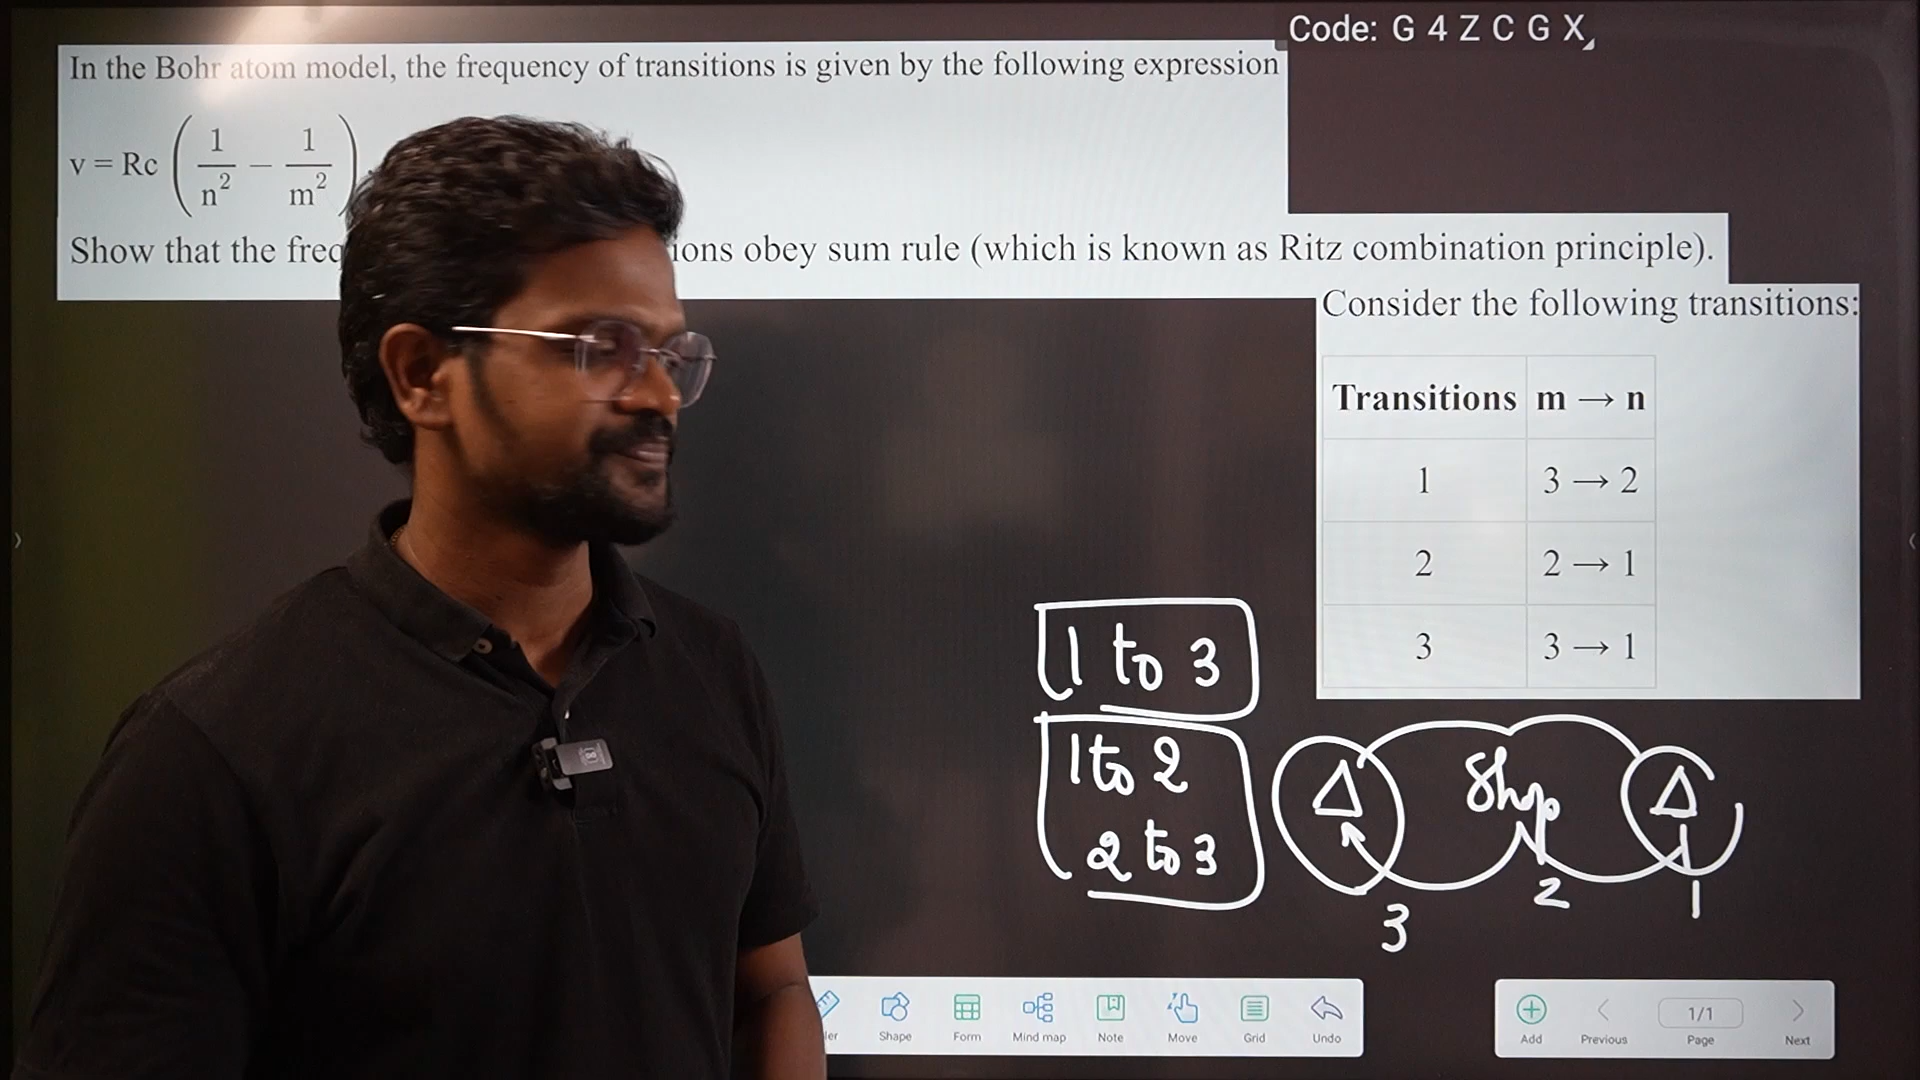 Code: G 4 Z C G X
In the Bohr atom model, the frequency of transitions is given by the following expression
v = Rc ( 1/n² − 1/m² )
Show that the freq ions obey sum rule (which is known as Ritz combination principle).
Consider the following transitions:
Transitions m → n
1 3 → 2
2 2 → 1
3 3 → 1
1 to 3
1 to 2
2 to 3
Δ Shop Δ
3 2 1
ler Shape Form Mind map Note Move Grid Undo
Add Previous 1/1 Page Next